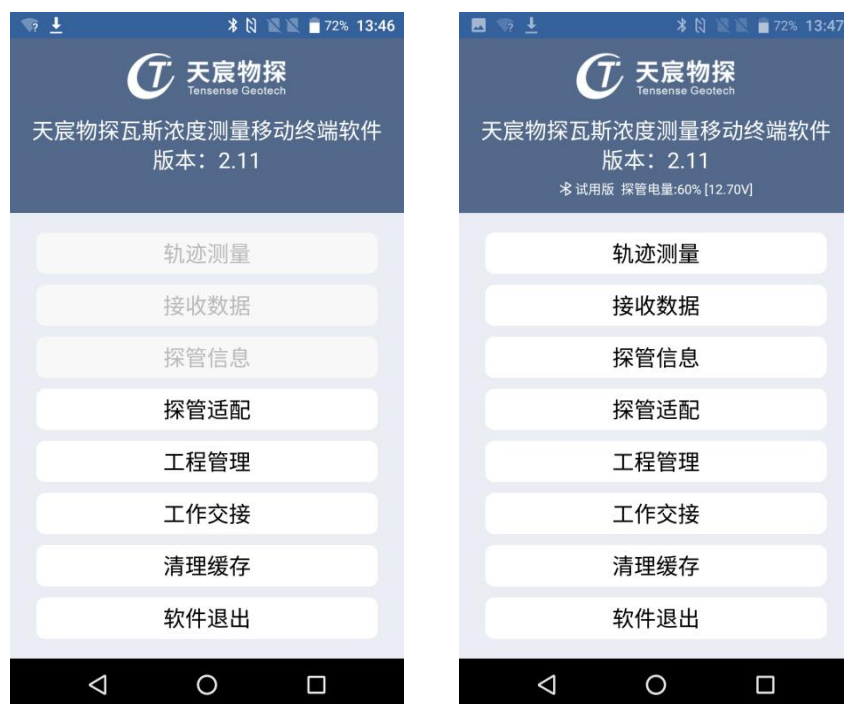 72% 13:46
天宸物探
Tensense Geotech
天宸物探瓦斯浓度测量移动终端软件
版本：2.11
轨迹测量
接收数据
探管信息
探管适配
工程管理
工作交接
清理缓存
软件退出
72% 13:47
天宸物探
Tensense Geotech
天宸物探瓦斯浓度测量移动终端软件
版本：2.11
试用版 探管电量:60% [12.70V]
轨迹测量
接收数据
探管信息
探管适配
工程管理
工作交接
清理缓存
软件退出